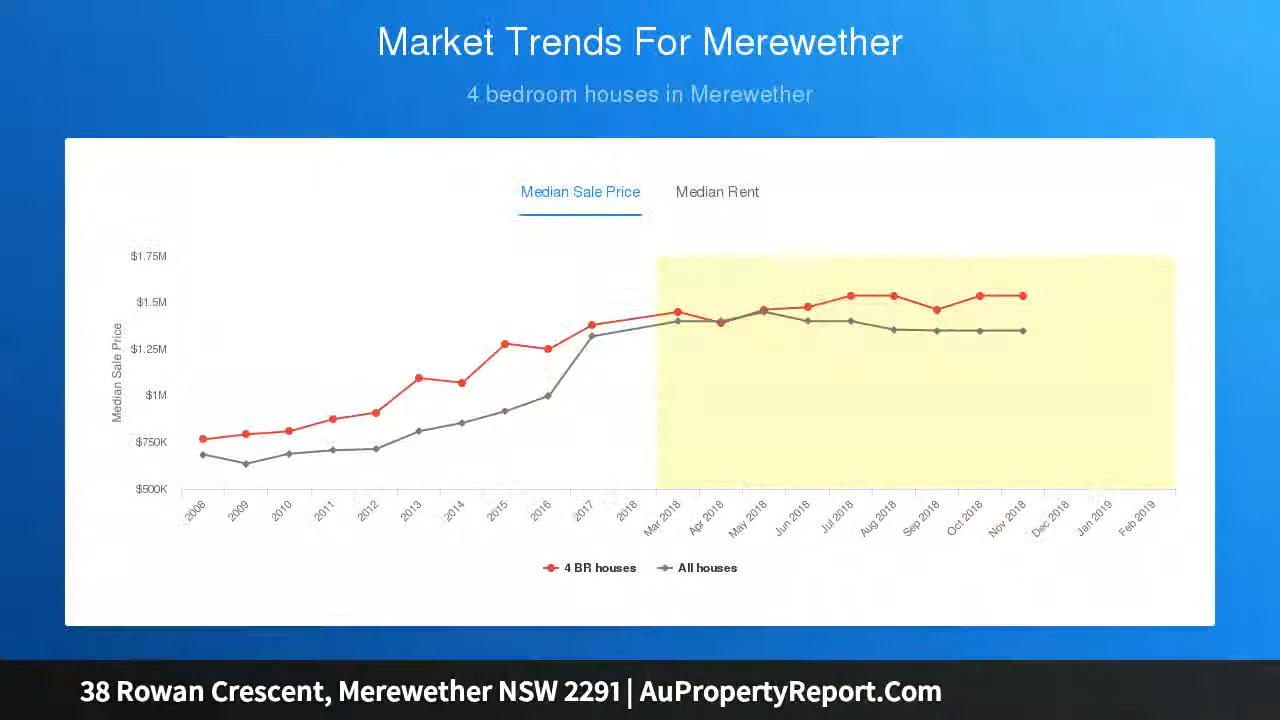 Market Trends For Merewether
4 bedroom houses in Merewether
Median Sale Price
Median Rent
Median Sale Price
$1.75M
$1.5M
$1.25M
$1M
$750K
$500K
2008
2009
2010
2011
2012
2013
2014
2015
2016
2017
2018
Mar 2018
Apr 2018
May 2018
Jun 2018
Jul 2018
Aug 2018
Sep 2018
Oct 2018
Nov 2018
Dec 2018
Jan 2019
Feb 2019
4 BR houses
All houses
38 Rowan Crescent, Merewether NSW 2291 | AuPropertyReport.Com